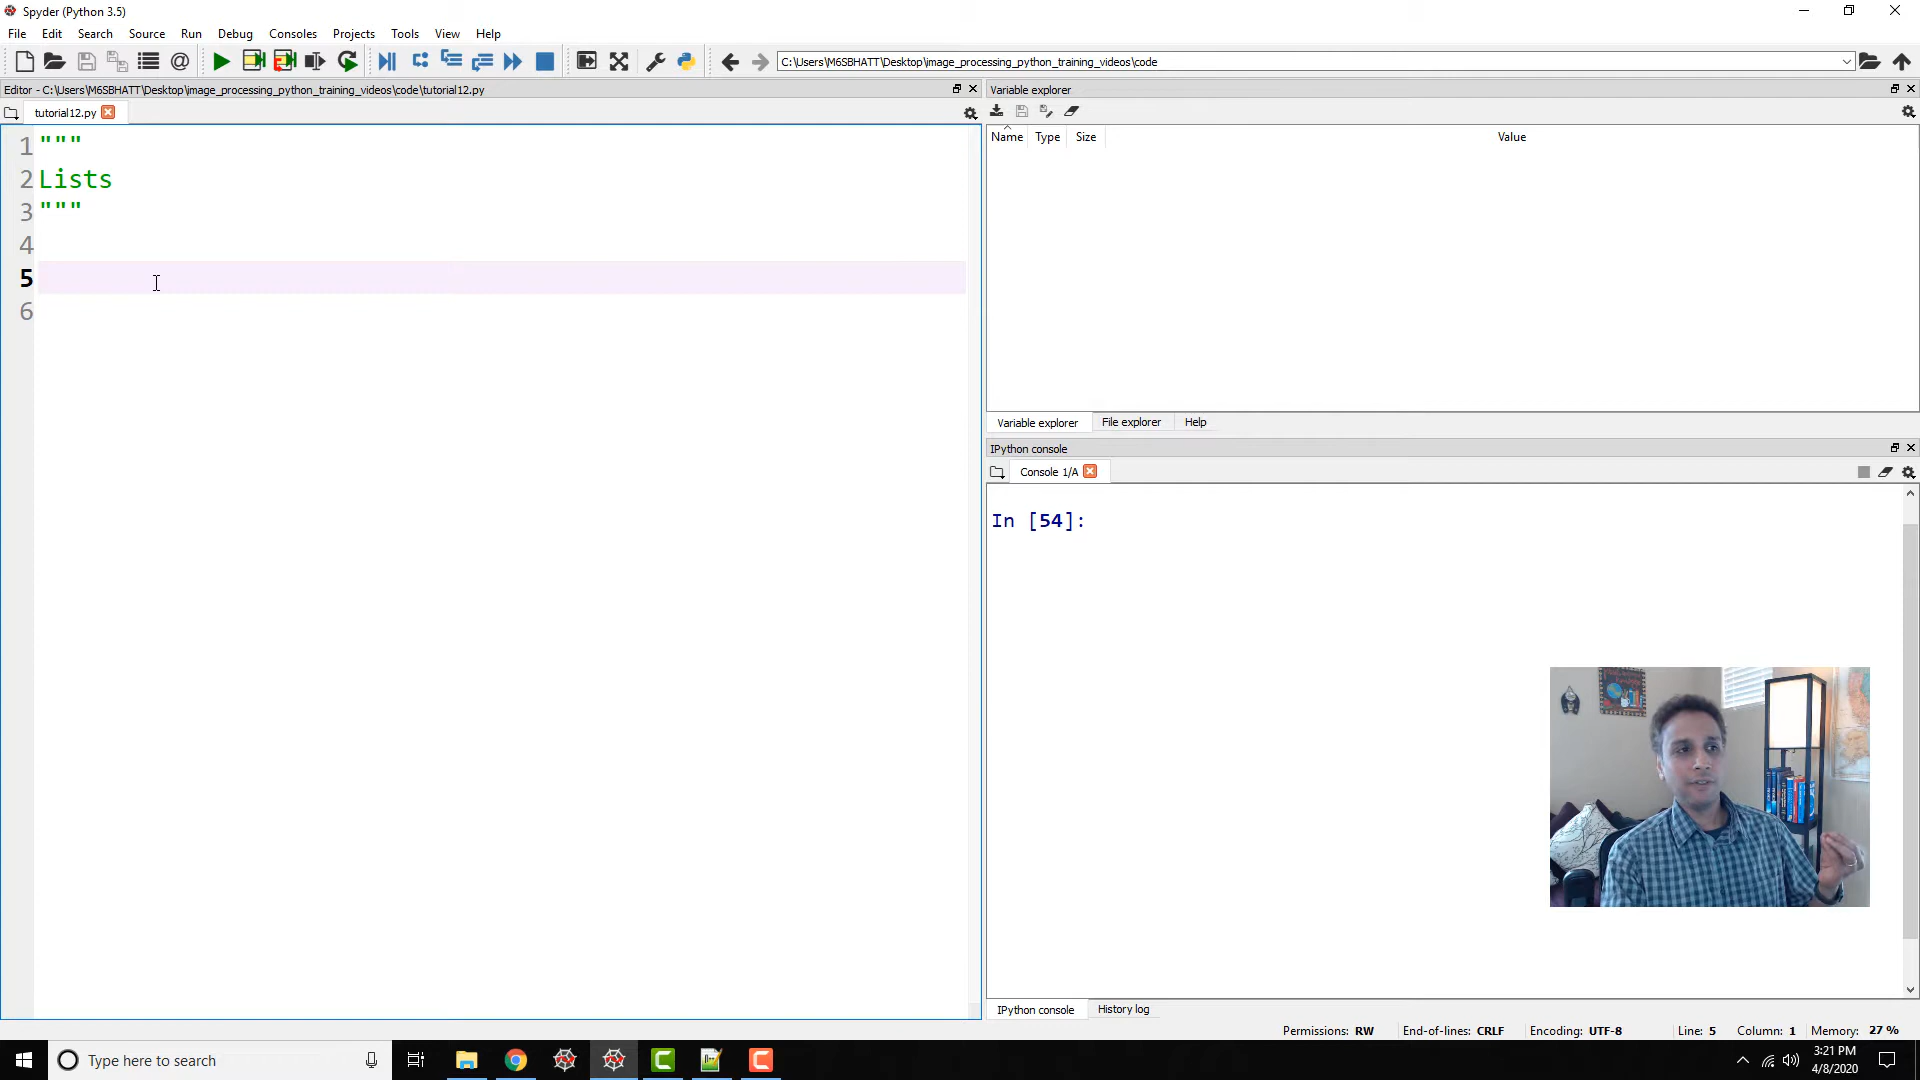 Spyder (Python 3.5)
File Edit Search Source Run Debug Consoles Projects Tools View Help
C:\Users\M6SBHATT\Desktop\image_processing_python_training_videos\code
Editor - C:\Users\M6SBHATT\Desktop\image_processing_python_training_videos\code\tutorial12.py
tutorial12.py
1 """
2 Lists
3 """
4
5
6
Variable explorer
Name Type Size Value
Variable explorer File explorer Help
IPython console
Console 1/A
In [54]:
IPython console History log
Permissions: RW End-of-lines: CRLF Encoding: UTF-8 Line: 5 Column: 1 Memory: 27 %
Type here to search
3:21 PM
4/8/2020